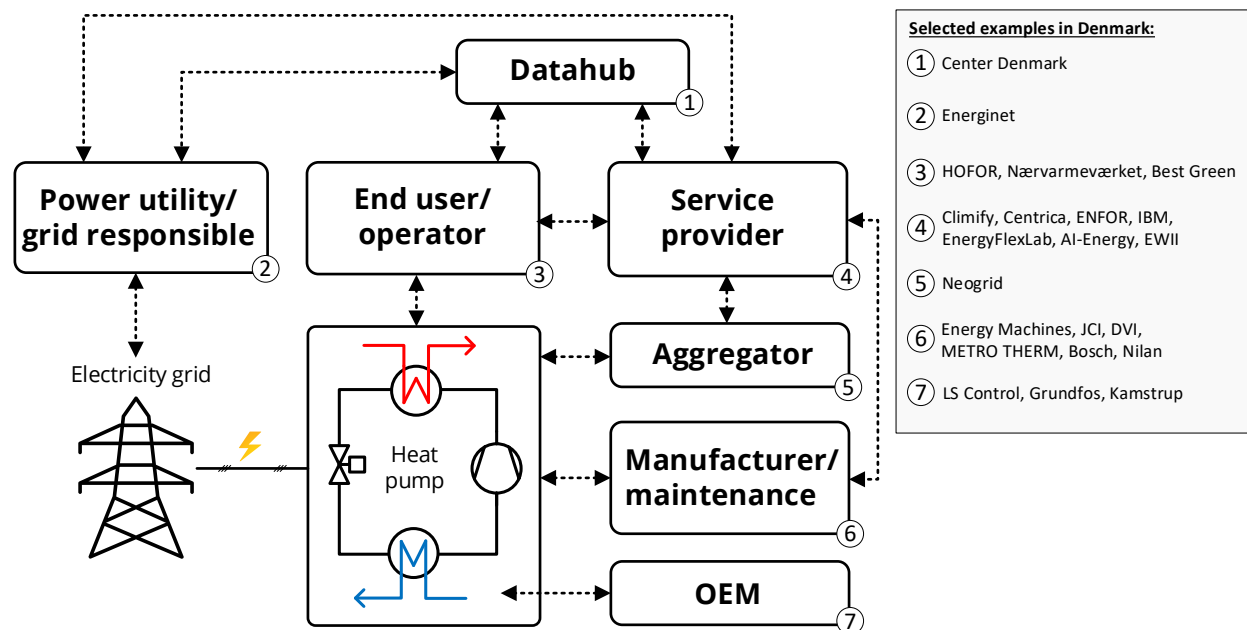 Datahub
1
Power utility/
grid responsible
2
End user/
operator
3
Service
provider
4
Electricity grid
Heat
pump
Aggregator
5
Manufacturer/
maintenance
6
OEM
7
Selected examples in Denmark:
1 Center Denmark
2 Energinet
3 HOFOR, Nærvarmeværket, Best Green
4 Climify, Centrica, ENFOR, IBM,
EnergyFlexLab, AI-Energy, EWII
5 Neogrid
6 Energy Machines, JCI, DVI,
METRO THERM, Bosch, Nilan
7 LS Control, Grundfos, Kamstrup